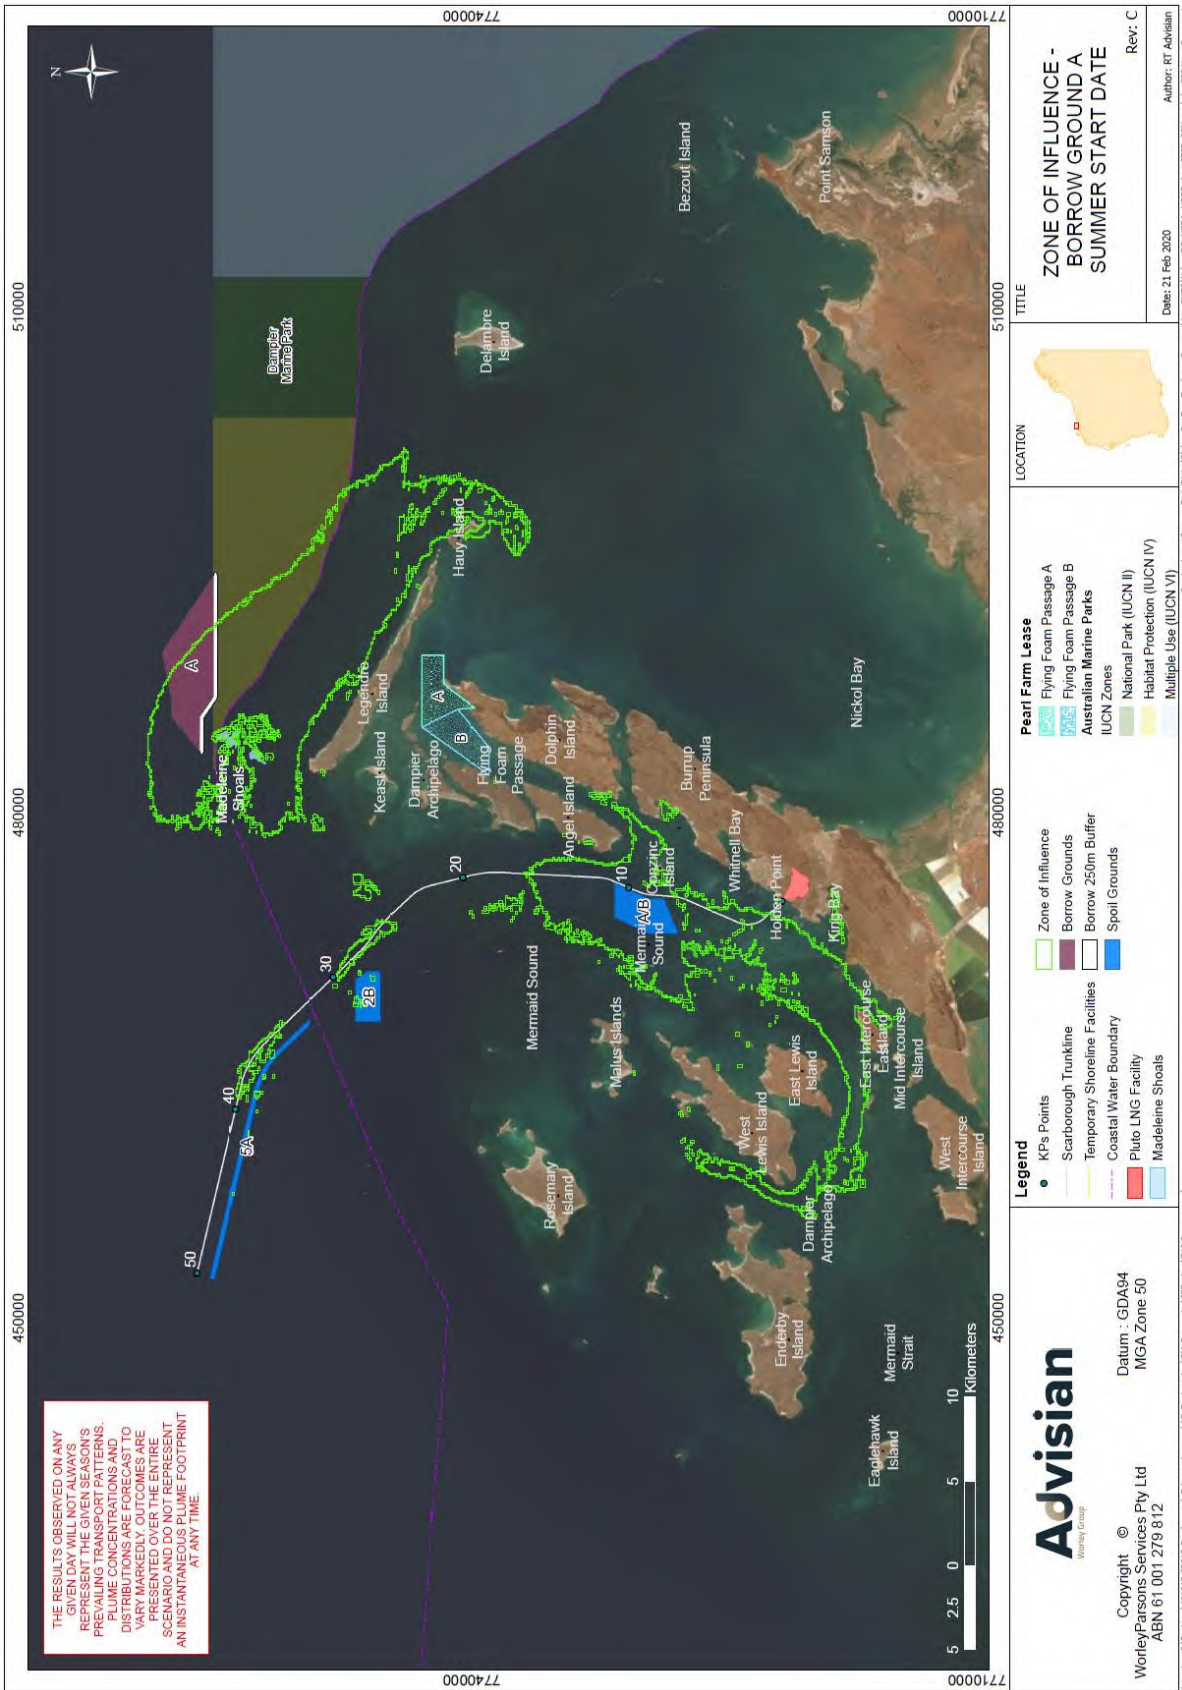 THE RESULTS OBSERVED ON ANY
GIVEN DAY WILL NOT ALWAYS
REPRESENT THE GIVEN SEASON'S
PREVAILING TRANSPORT PATTERNS.
PLUME CONCENTRATIONS AND
DISTRIBUTIONS ARE FORECAST TO
VARY MARKEDLY. OUTCOMES ARE
PRESENTED OVER THE ENTIRE
SCENARIO AND DO NOT REPRESENT
AN INSTANTANEOUS PLUME FOOTPRINT
AT ANY TIME.
450000
480000
510000
N
7740000
7740000
7710000
7710000
50
5A
40
30
2B
20
10
A
Madeleine
Shoals
Dampier
Marine Park
Legendre
Island
Hauy Island
Delambre
Island
Keast Island
Dampier
Archipelago
A
B
Flying
Foam
Passage
Dolphin
Island
Angel Island
Rosemary
Island
Mermaid Sound
Malus Islands
A/B
Mermaid
Sound
Conzinc
Island
Burrup
Peninsula
Whitnell Bay
Bezout Island
Point Samson
Nickol Bay
Holden Point
King Bay
West
Lewis Island
East Lewis
Island
Enderby
Island
Dampier
Archipelago
East Intercourse
Island
Mid Intercourse
Island
West
Intercourse
Island
Eaglehawk
Island
Mermaid
Strait
5
2.5
0
5
10
Kilometers
450000
480000
510000
Advisian
Worley Group
Copyright ©
WorleyParsons Services Pty Ltd
ABN 61 001 279 812
Datum : GDA94
MGA Zone 50
Legend
KPs Points
Scarborough Trunkline
Temporary Shoreline Facilities
Coastal Water Boundary
Pluto LNG Facility
Madeleine Shoals
Zone of Influence
Borrow Grounds
Borrow 250m Buffer
Spoil Grounds
Pearl Farm Lease
Flying Foam Passage A
Flying Foam Passage B
Australian Marine Parks
IUCN Zones
National Park (IUCN II)
Habitat Protection (IUCN IV)
Multiple Use (IUCN VI)
LOCATION
TITLE
ZONE OF INFLUENCE -
BORROW GROUND A
SUMMER START DATE
Rev: C
Date: 21 Feb 2020
Author: RT Advisian